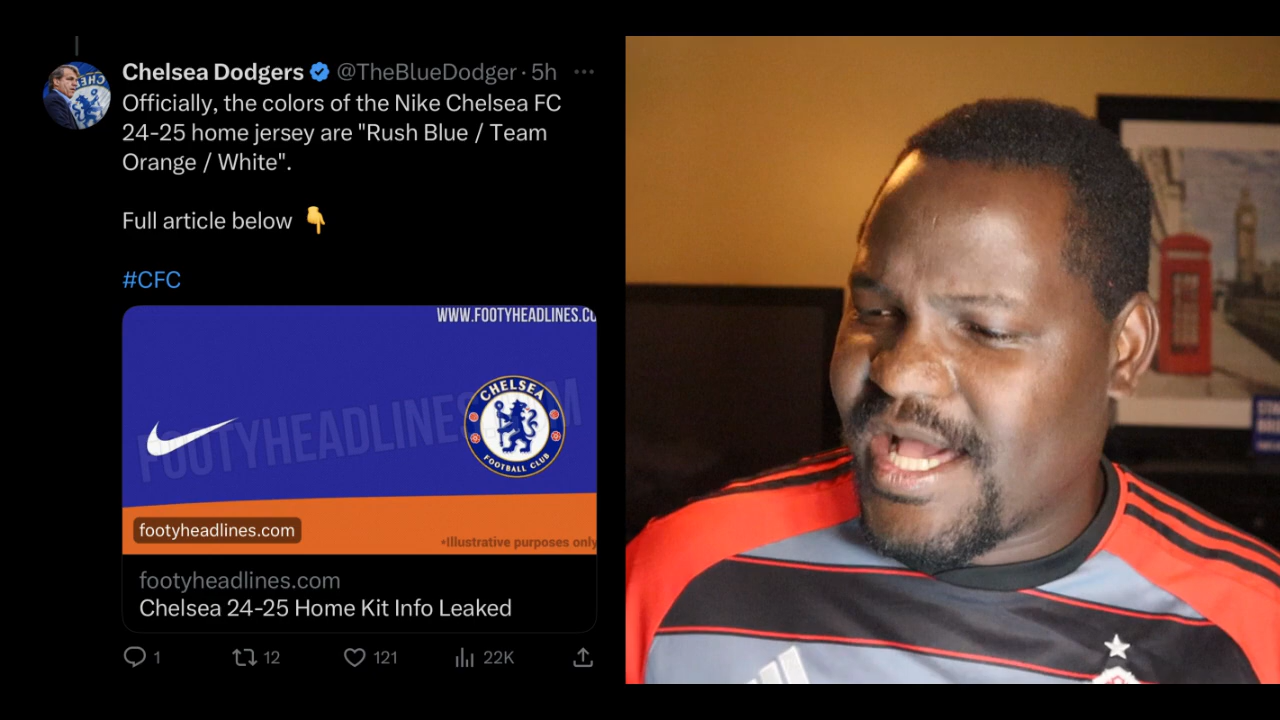 Chelsea Dodgers @TheBlueDodger · 5h
Officially, the colors of the Nike Chelsea FC
24-25 home jersey are "Rush Blue / Team
Orange / White".
Full article below 👇
#CFC
WWW.FOOTYHEADLINES.CO
FOOTYHEADLINES
CHELSEA
FOOTBALL CLUB
footyheadlines.com
*Illustrative purposes only
footyheadlines.com
Chelsea 24-25 Home Kit Info Leaked
1 12 121 22K